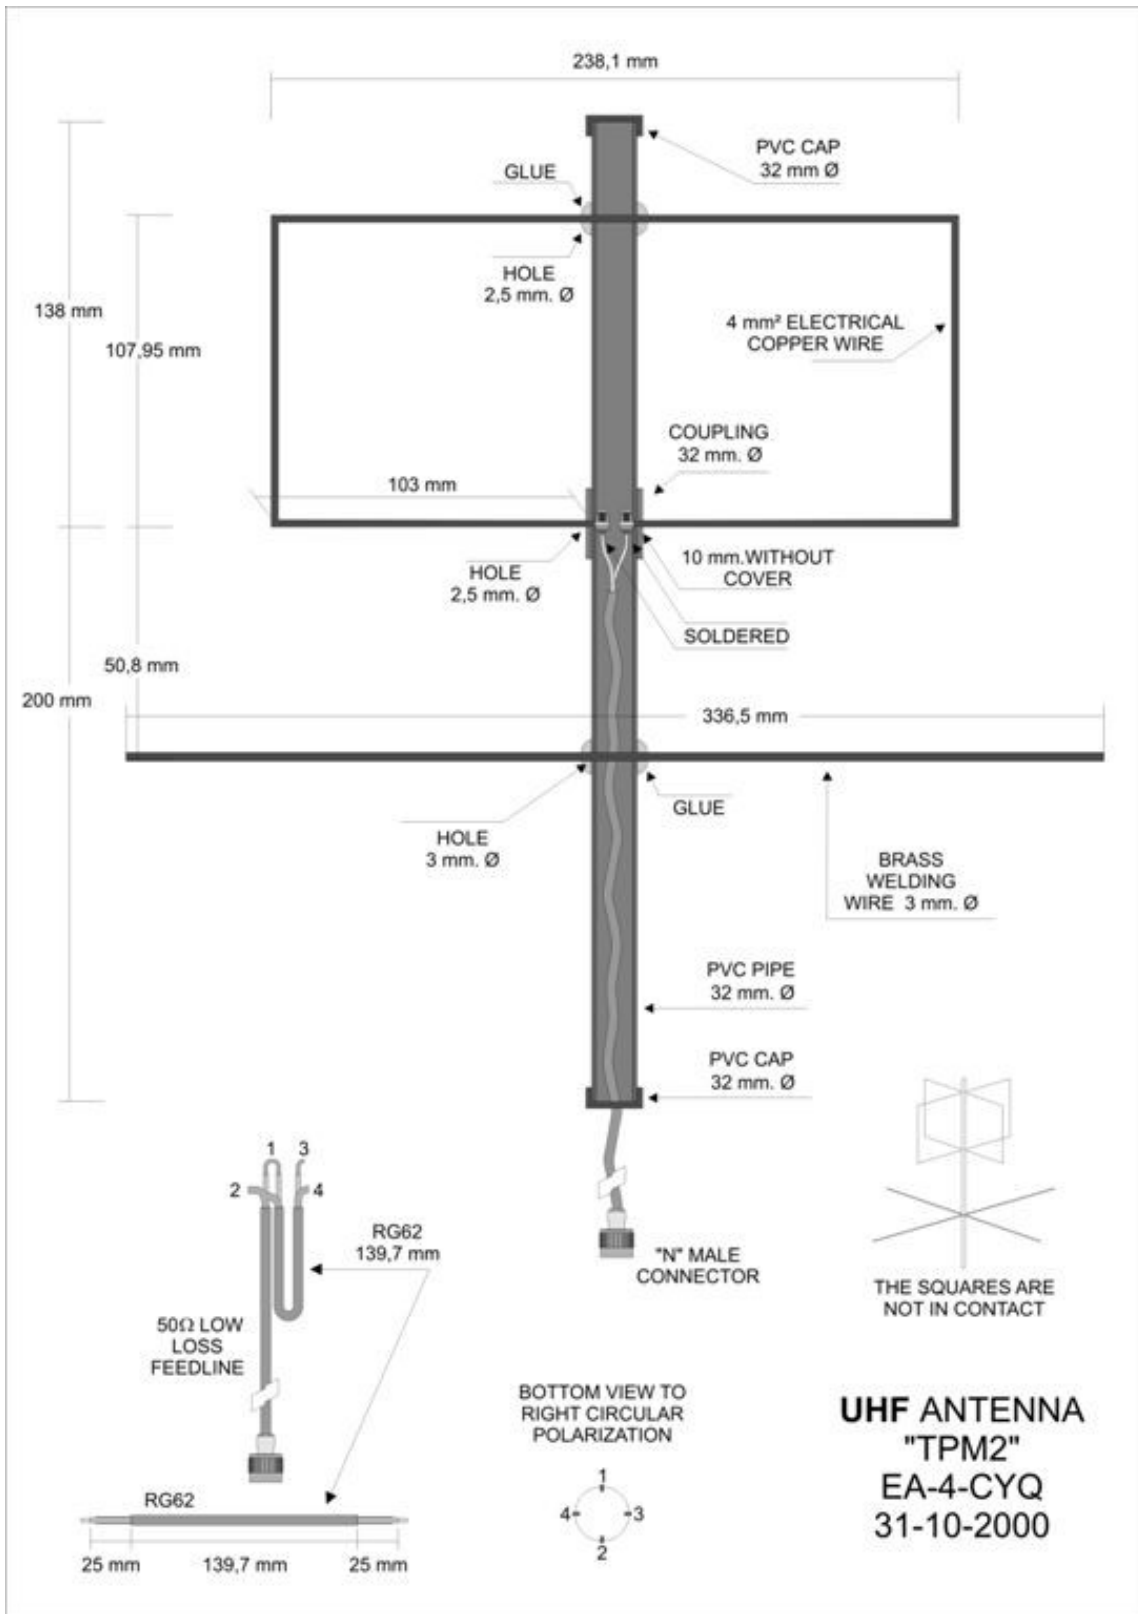 238,1 mm
PVC CAP
32 mm Ø
GLUE
HOLE
2,5 mm. Ø
138 mm
107,95 mm
4 mm² ELECTRICAL
COPPER WIRE
COUPLING
32 mm. Ø
103 mm
HOLE
2,5 mm. Ø
10 mm.WITHOUT
COVER
SOLDERED
50,8 mm
200 mm
336,5 mm
GLUE
HOLE
3 mm. Ø
BRASS
WELDING
WIRE 3 mm. Ø
PVC PIPE
32 mm. Ø
PVC CAP
32 mm. Ø
1 3
2 4
RG62
139,7 mm
"N" MALE
CONNECTOR
THE SQUARES ARE
NOT IN CONTACT
50Ω LOW
LOSS
FEEDLINE
BOTTOM VIEW TO
RIGHT CIRCULAR
POLARIZATION
1
4 3
2
RG62
25 mm 139,7 mm 25 mm
UHF ANTENNA
"TPM2"
EA-4-CYQ
31-10-2000